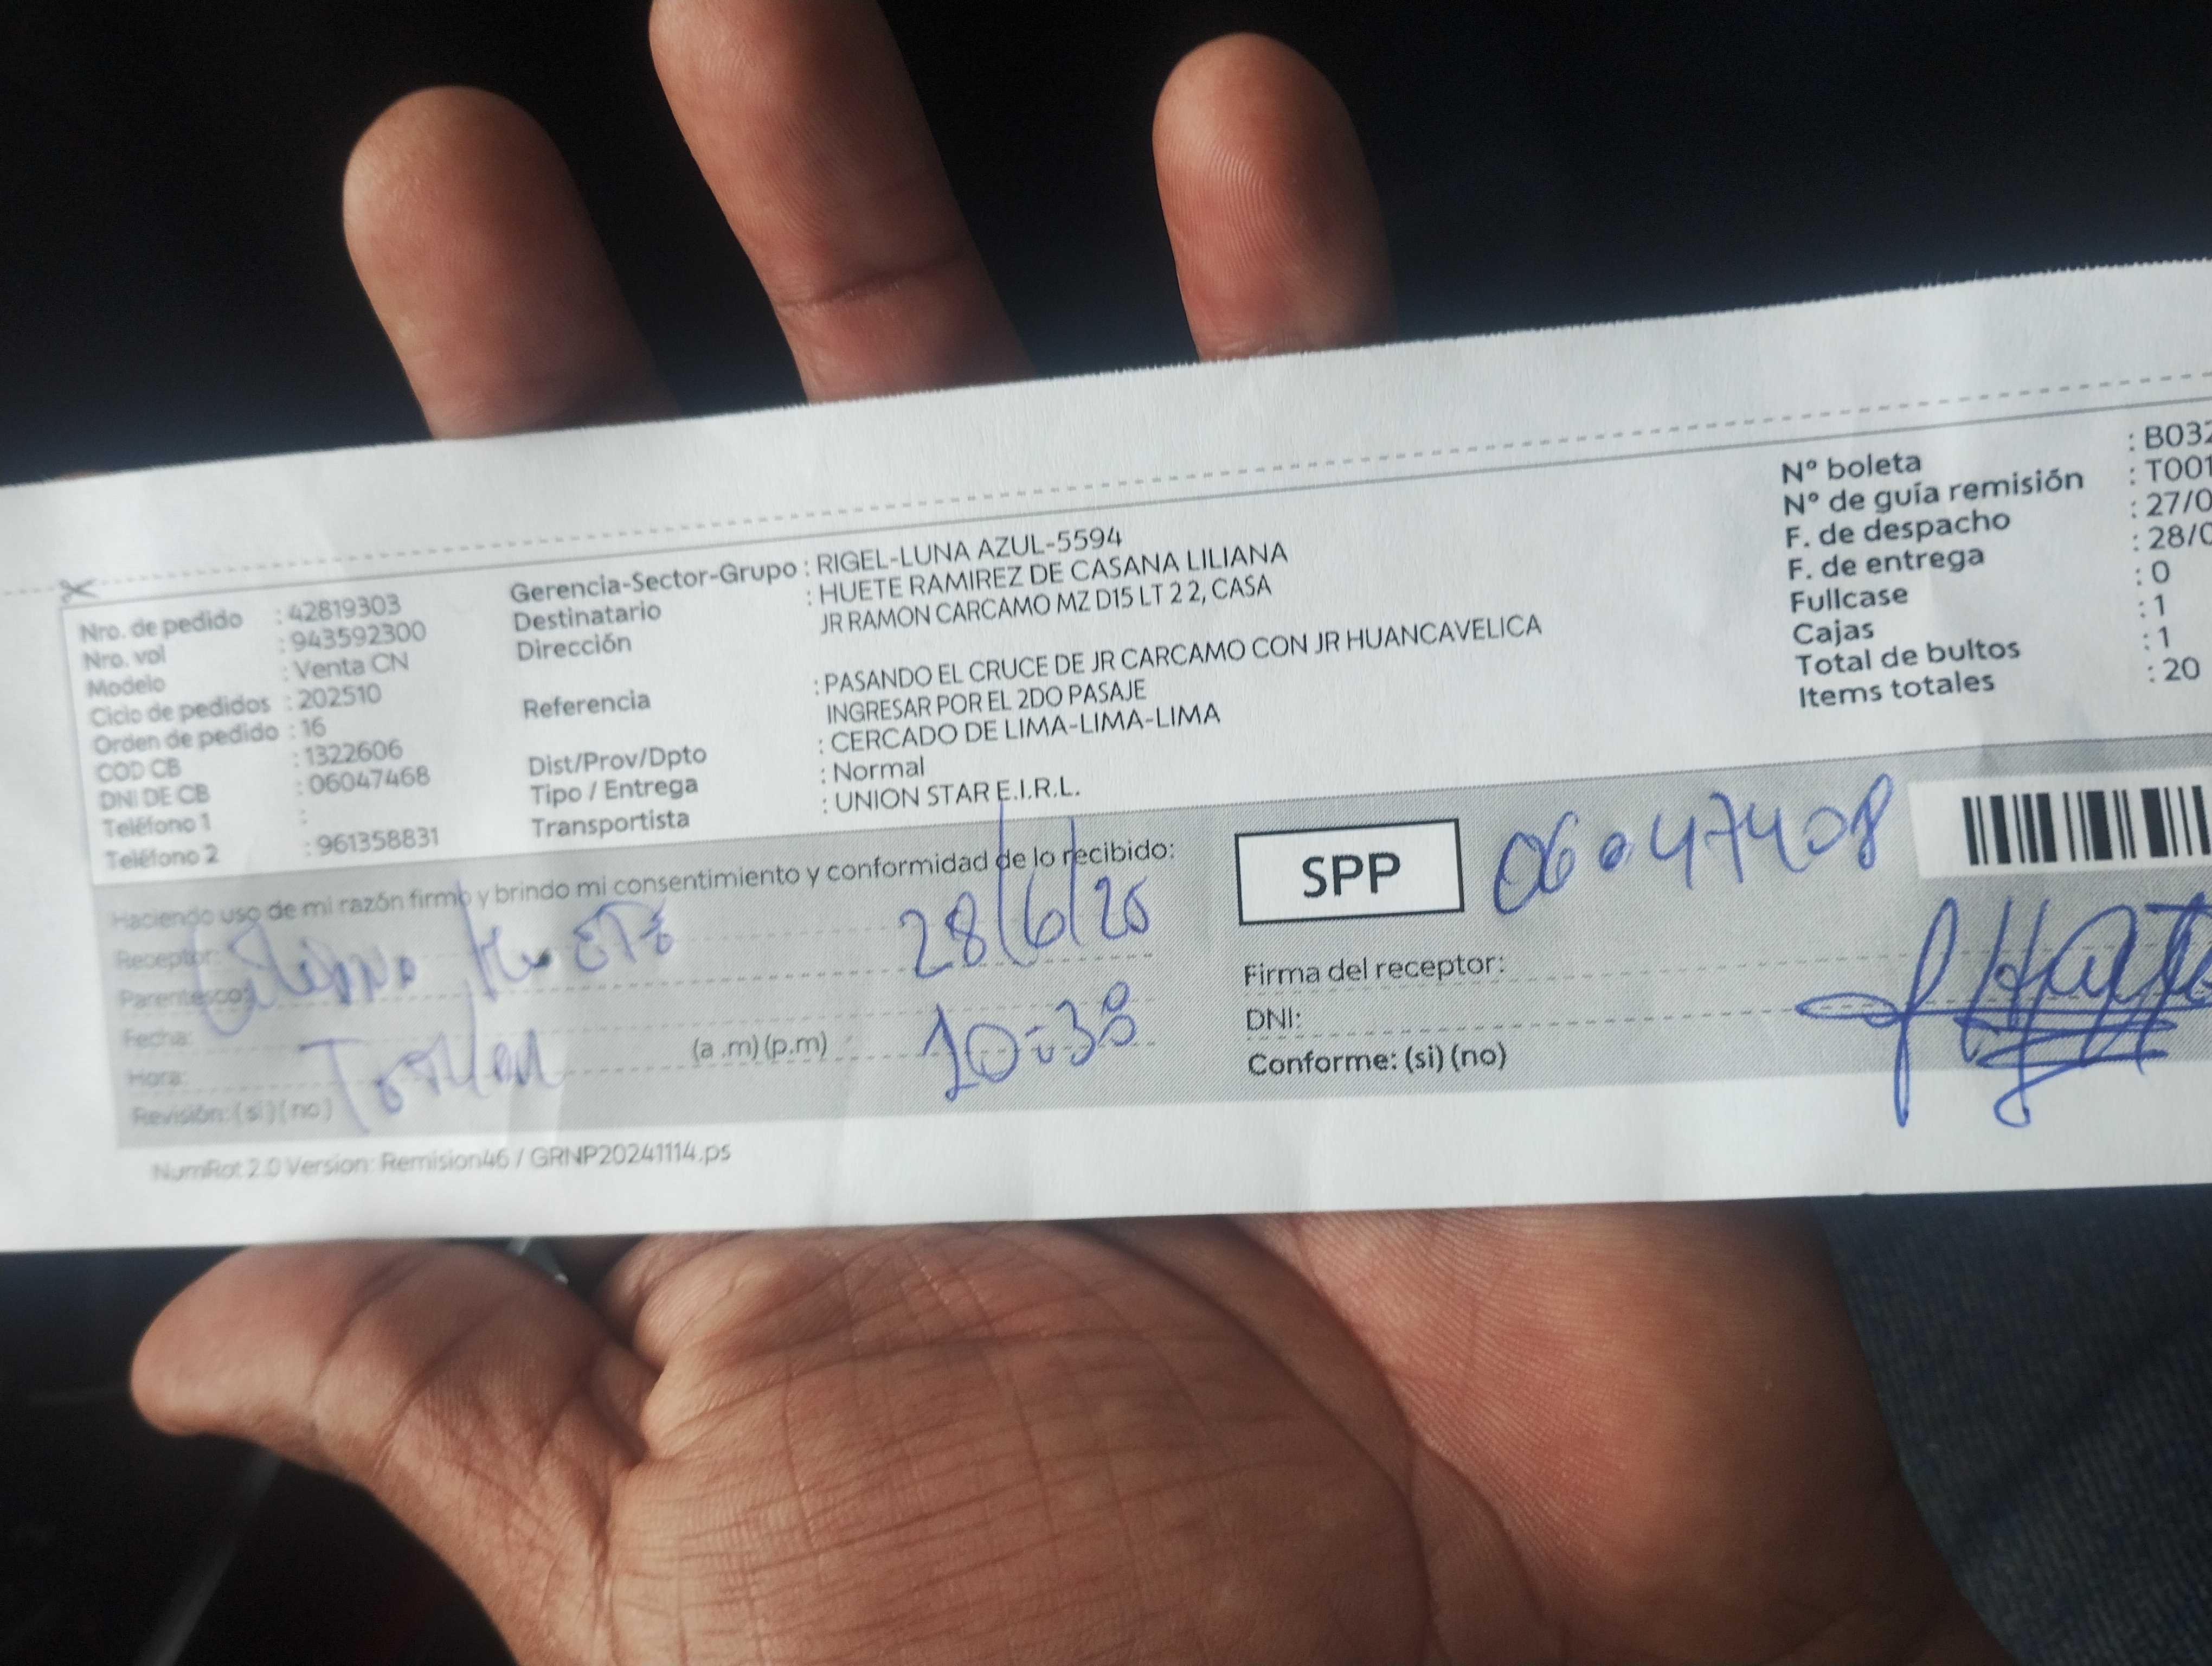 Nro. de pedido : 42819303
Nro. vol : 943592300
Modelo : Venta CN
Ciclo de pedidos : 202510
Orden de pedido : 16
COD CB : 1322606
DNI DE CB : 06047468
Teléfono 1 :
Teléfono 2 : 961358831
Gerencia-Sector-Grupo : RIGEL-LUNA AZUL-5594
Destinatario : HUETE RAMIREZ DE CASANA LILIANA
Dirección JR RAMON CARCAMO MZ D15 LT 2 2, CASA
Referencia : PASANDO EL CRUCE DE JR CARCAMO CON JR HUANCAVELICA
INGRESAR POR EL 2DO PASAJE
Dist/Prov/Dpto : CERCADO DE LIMA-LIMA-LIMA
Tipo / Entrega : Normal
Transportista : UNION STAR E.I.R.L.
Nº boleta : B032
Nº de guía remisión : T001
F. de despacho : 27/0
F. de entrega : 28/0
Fullcase : 0
Cajas : 1
Total de bultos : 1
Items totales : 20
Haciendo uso de mi razón firmo y brindo mi consentimiento y conformidad de lo recibido:
Receptor: Huete
Parentesco: 28/6/25
Fecha:
Hora: (a .m) (p.m) 10:38
Revisión: (si) (no)
SPP 06047408
Firma del receptor:
DNI:
Conforme: (si) (no)
NumRot 2.0 Version: Remision46 / GRNP20241114.ps